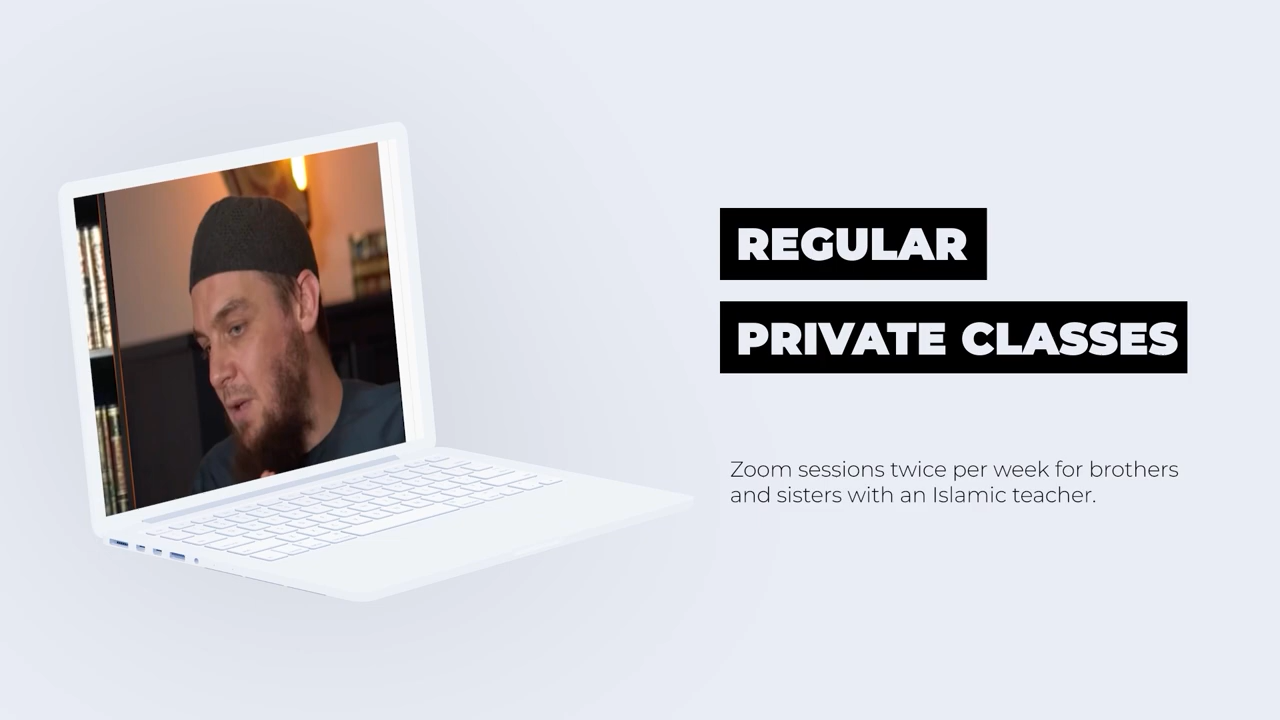 REGULAR
PRIVATE CLASSES
Zoom sessions twice per week for brothers
and sisters with an Islamic teacher.